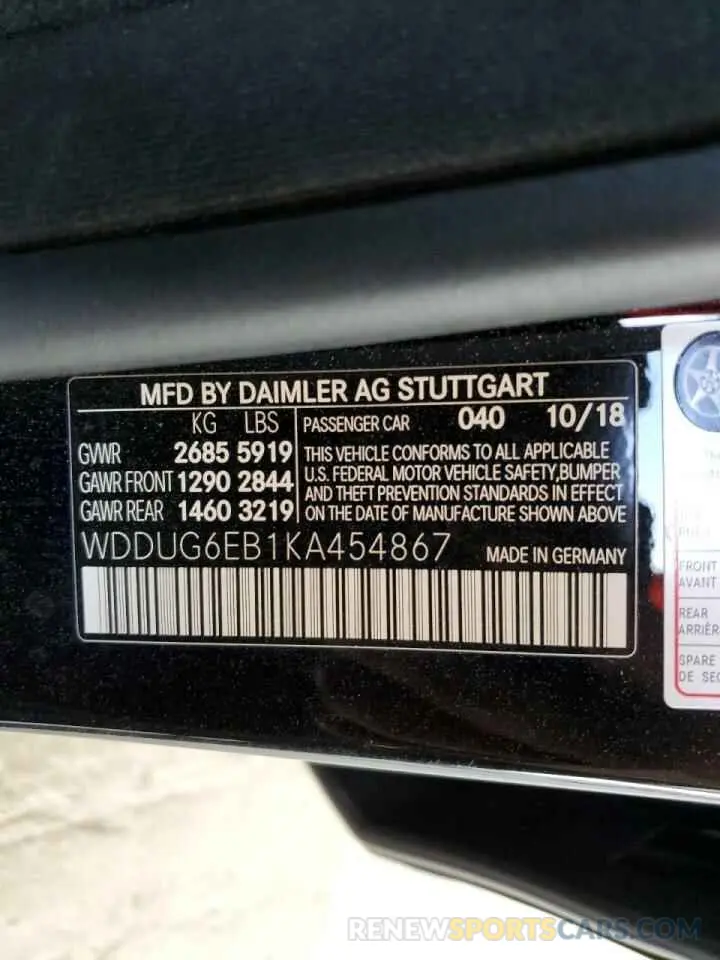 MFD BY DAIMLER AG STUTTGART
KG LBS
GVWR 2685 5919
GAWR FRONT 1290 2844
GAWR REAR 1460 3219
PASSENGER CAR 040 10/18
THIS VEHICLE CONFORMS TO ALL APPLICABLE
U.S. FEDERAL MOTOR VEHICLE SAFETY,BUMPER
AND THEFT PREVENTION STANDARDS IN EFFECT
ON THE DATE OF MANUFACTURE SHOWN ABOVE
WDDUG6EB1KA454867 MADE IN GERMANY
FRONT
AVANT
REAR
ARRIÈR
SPARE
DE SEC
RENEWSPORTSCARS.COM